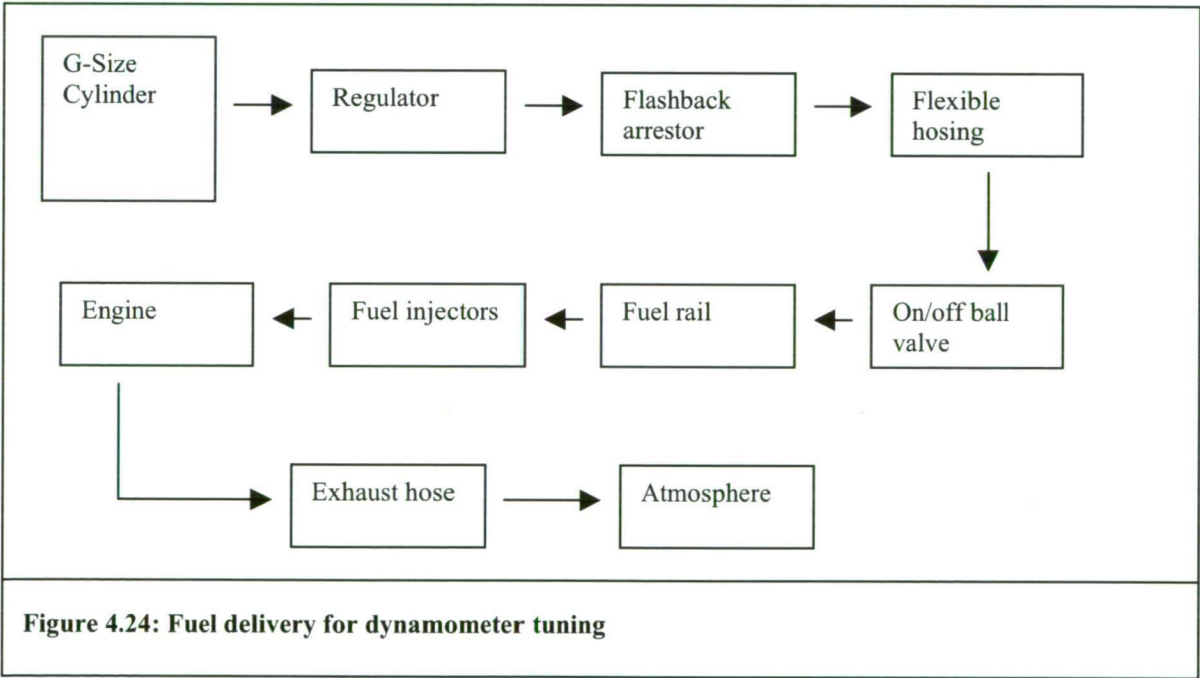 G-Size
Cylinder
Regulator
Flashback
arrestor
Flexible
hosing
Engine
Fuel injectors
Fuel rail
On/off ball
valve
Exhaust hose
Atmosphere
Figure 4.24: Fuel delivery for dynamometer tuning